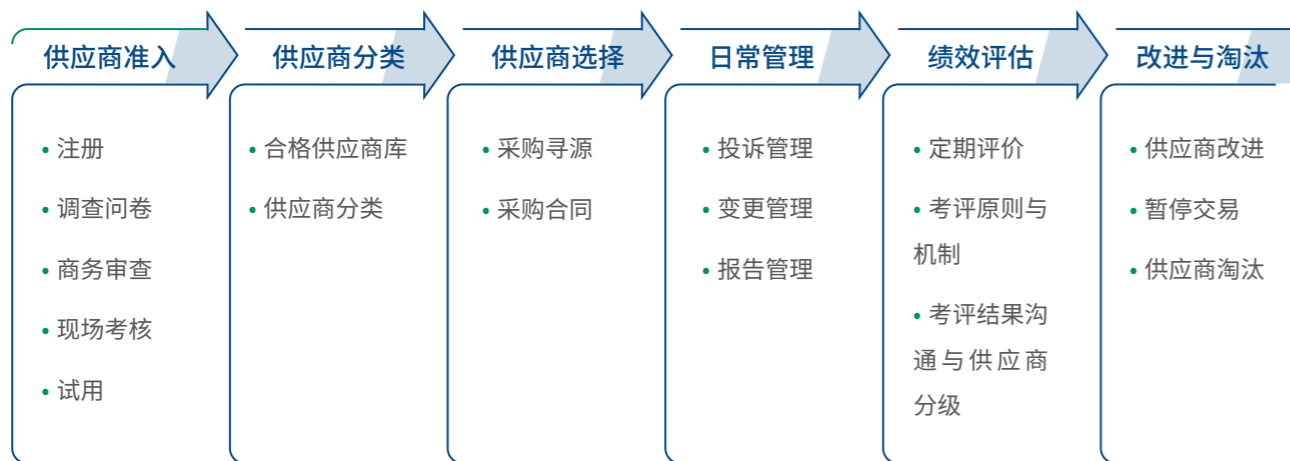 供应商准入
• 注册
• 调查问卷
• 商务审查
• 现场考核
• 试用
供应商分类
• 合格供应商库
• 供应商分类
供应商选择
• 采购寻源
• 采购合同
日常管理
• 投诉管理
• 变更管理
• 报告管理
绩效评估
• 定期评价
• 考评原则与
机制
• 考评结果沟
通与供应商
分级
改进与淘汰
• 供应商改进
• 暂停交易
• 供应商淘汰